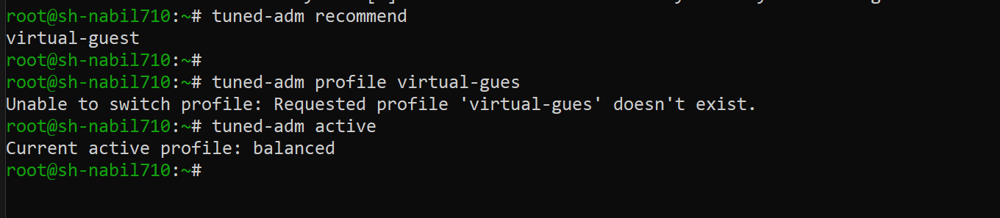 root@sh-nabil710:~# tuned-adm recommend
virtual-guest
root@sh-nabil710:~#
root@sh-nabil710:~# tuned-adm profile virtual-gues
Unable to switch profile: Requested profile 'virtual-gues' doesn't exist.
root@sh-nabil710:~# tuned-adm active
Current active profile: balanced
root@sh-nabil710:~#